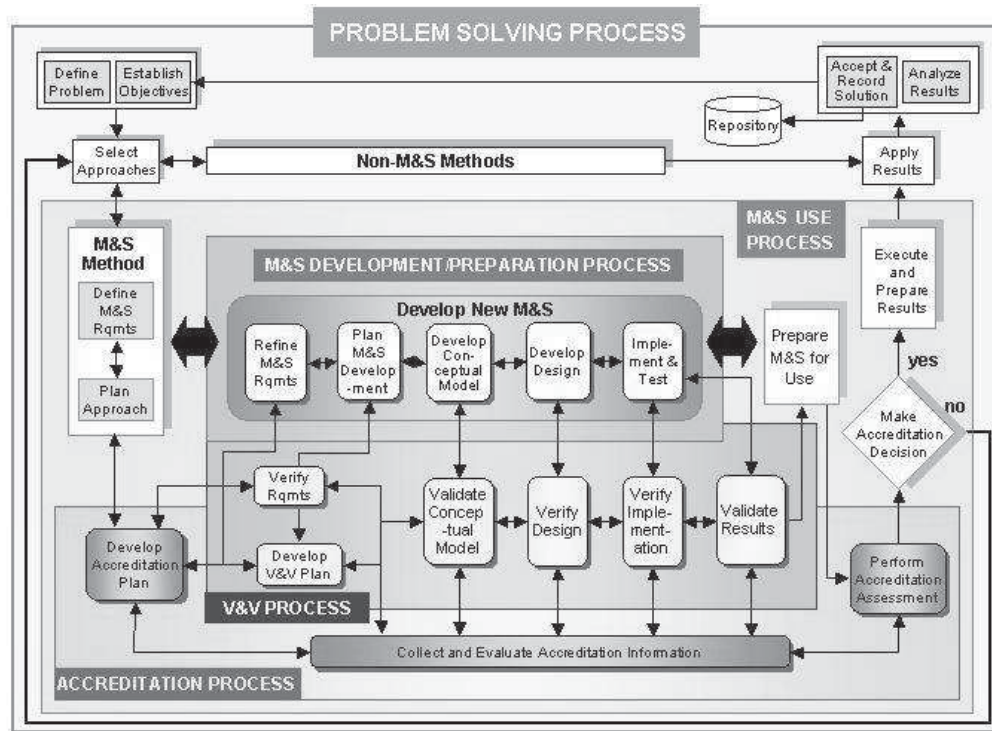 PROBLEM SOLVING PROCESS
Define
Problem
Establish
Objectives
Accept &
Record
Solution
Analyze
Results
Repository
Select
Approaches
Non-M&S Methods
Apply
Results
M&S USE
PROCESS
M&S
Method
Define
M&S
Rqmts
Plan
Approach
M&S DEVELOPMENT/PREPARATION PROCESS
Develop New M&S
Refine
M&S
Rqmts
Plan
M&S
Develop
-ment
Develop
Con-
ceptual
Model
Develop
Design
Imple-
ment &
Test
Prepare
M&S for
Use
Execute
and
Prepare
Results
yes
no
Make
Accreditation
Decision
Verify
Rqmts
Develop
V&V Plan
Validate
Concep
-tual
Model
Verify
Design
Verify
Imple-
ment-
ation
Validate
Results
Develop
Accreditation
Plan
Perform
Accreditation
Assessment
V&V PROCESS
Collect and Evaluate Accreditation Information
ACCREDITATION PROCESS